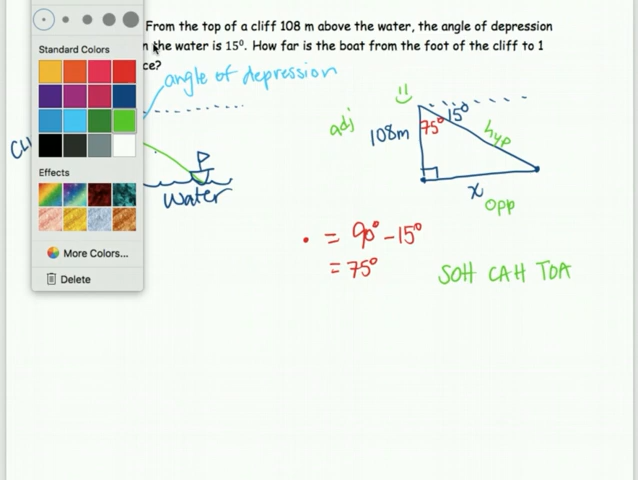 From the top of a cliff 108 m above the water, the angle of depression
the water is 15⁰. How far is the boat from the foot of the cliff to 1
ce?
Standard Colors
Effects
More Colors...
Delete
angle of depression
Water
adj
108m
75°
15°
hyp
x
opp
= 90° - 15°
= 75°
SOH CAH TOA